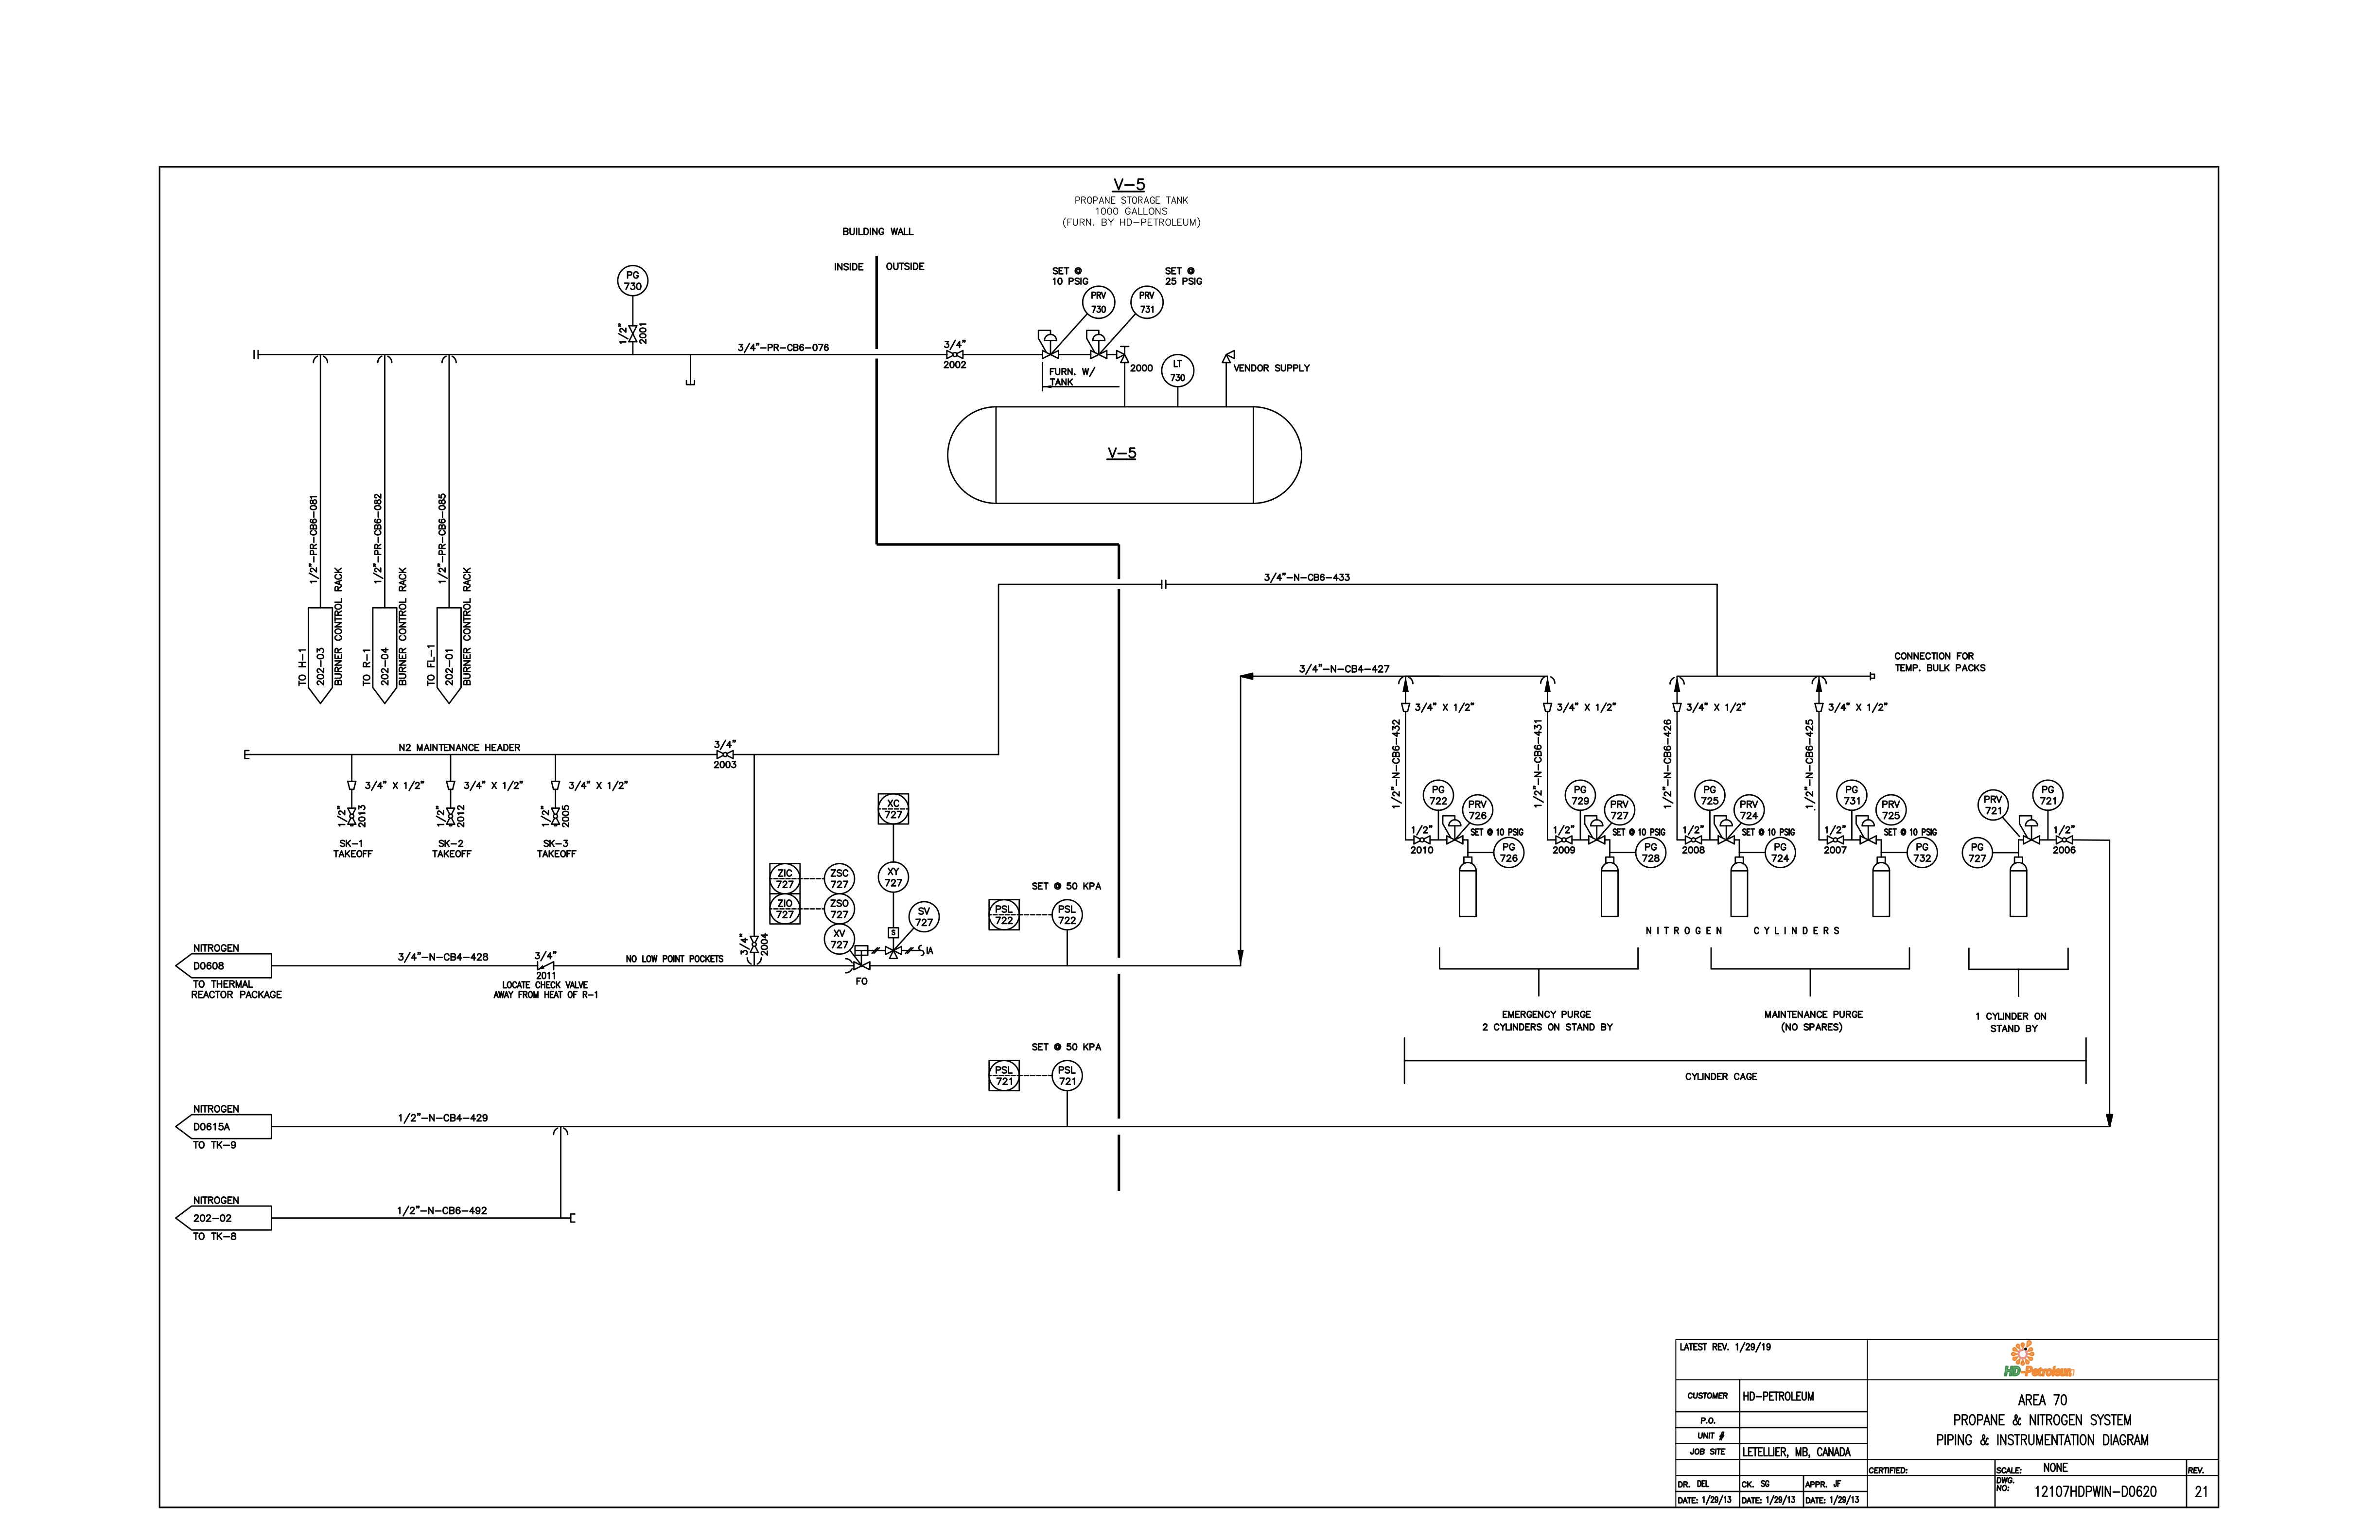 V-5
PROPANE STORAGE TANK
1000 GALLONS
(FURN. BY HD-PETROLEUM)
BUILDING WALL
INSIDE
OUTSIDE
PG
730
1/2"
2001
3/4"-PR-CB6-076
3/4"
2002
SET @
10 PSIG
SET @
25 PSIG
PRV
730
PRV
731
FURN. W/
TANK
2000
LT
730
VENDOR SUPPLY
V-5
1/2"-PR-CB6-081
1/2"-PR-CB6-082
1/2"-PR-CB6-085
TO H-1
202-03
BURNER CONTROL RACK
TO R-1
202-04
BURNER CONTROL RACK
TO FL-1
202-01
BURNER CONTROL RACK
3/4"-N-CB6-433
CONNECTION FOR
TEMP. BULK PACKS
3/4"-N-CB4-427
3/4" X 1/2"
3/4" X 1/2"
3/4" X 1/2"
3/4" X 1/2"
1/2"-N-CB6-432
1/2"-N-CB6-431
1/2"-N-CB6-426
1/2"-N-CB6-425
N2 MAINTENANCE HEADER
3/4"
2003
3/4" X 1/2"
3/4" X 1/2"
3/4" X 1/2"
1/2"
2013
1/2"
2012
1/2"
2005
SK-1
TAKEOFF
SK-2
TAKEOFF
SK-3
TAKEOFF
PG
722
PRV
726
SET @ 10 PSIG
1/2"
2010
PG
726
PG
729
PRV
727
SET @ 10 PSIG
1/2"
2009
PG
728
PG
725
PRV
724
SET @ 10 PSIG
1/2"
2008
PG
724
PG
731
PRV
725
SET @ 10 PSIG
1/2"
2007
PG
732
PRV
721
PG
721
PG
727
1/2"
2006
XC
727
XY
727
ZIC
727
ZSC
727
ZIO
727
ZSO
727
XV
727
SV
727
S
IA
FO
3/4"
2004
SET @ 50 KPA
PSL
722
PSL
722
NITROGEN
D0608
TO THERMAL
REACTOR PACKAGE
3/4"-N-CB4-428
3/4"
2011
LOCATE CHECK VALVE
AWAY FROM HEAT OF R-1
NO LOW POINT POCKETS
NITROGEN CYLINDERS
EMERGENCY PURGE
2 CYLINDERS ON STAND BY
MAINTENANCE PURGE
(NO SPARES)
1 CYLINDER ON
STAND BY
CYLINDER CAGE
SET @ 50 KPA
PSL
721
PSL
721
NITROGEN
D0615A
TO TK-9
1/2"-N-CB4-429
NITROGEN
202-02
TO TK-8
1/2"-N-CB6-492
LATEST REV. 1/29/19
HD-Petroleum
CUSTOMER
HD-PETROLEUM
P.O.
UNIT #
JOB SITE
LETELLIER, MB, CANADA
AREA 70
PROPANE & NITROGEN SYSTEM
PIPING & INSTRUMENTATION DIAGRAM
DR. DEL
CK. SG
APPR. JF
DATE: 1/29/13
DATE: 1/29/13
DATE: 1/29/13
CERTIFIED:
SCALE: NONE
DWG.
NO: 12107HDPWIN-D0620
REV.
21